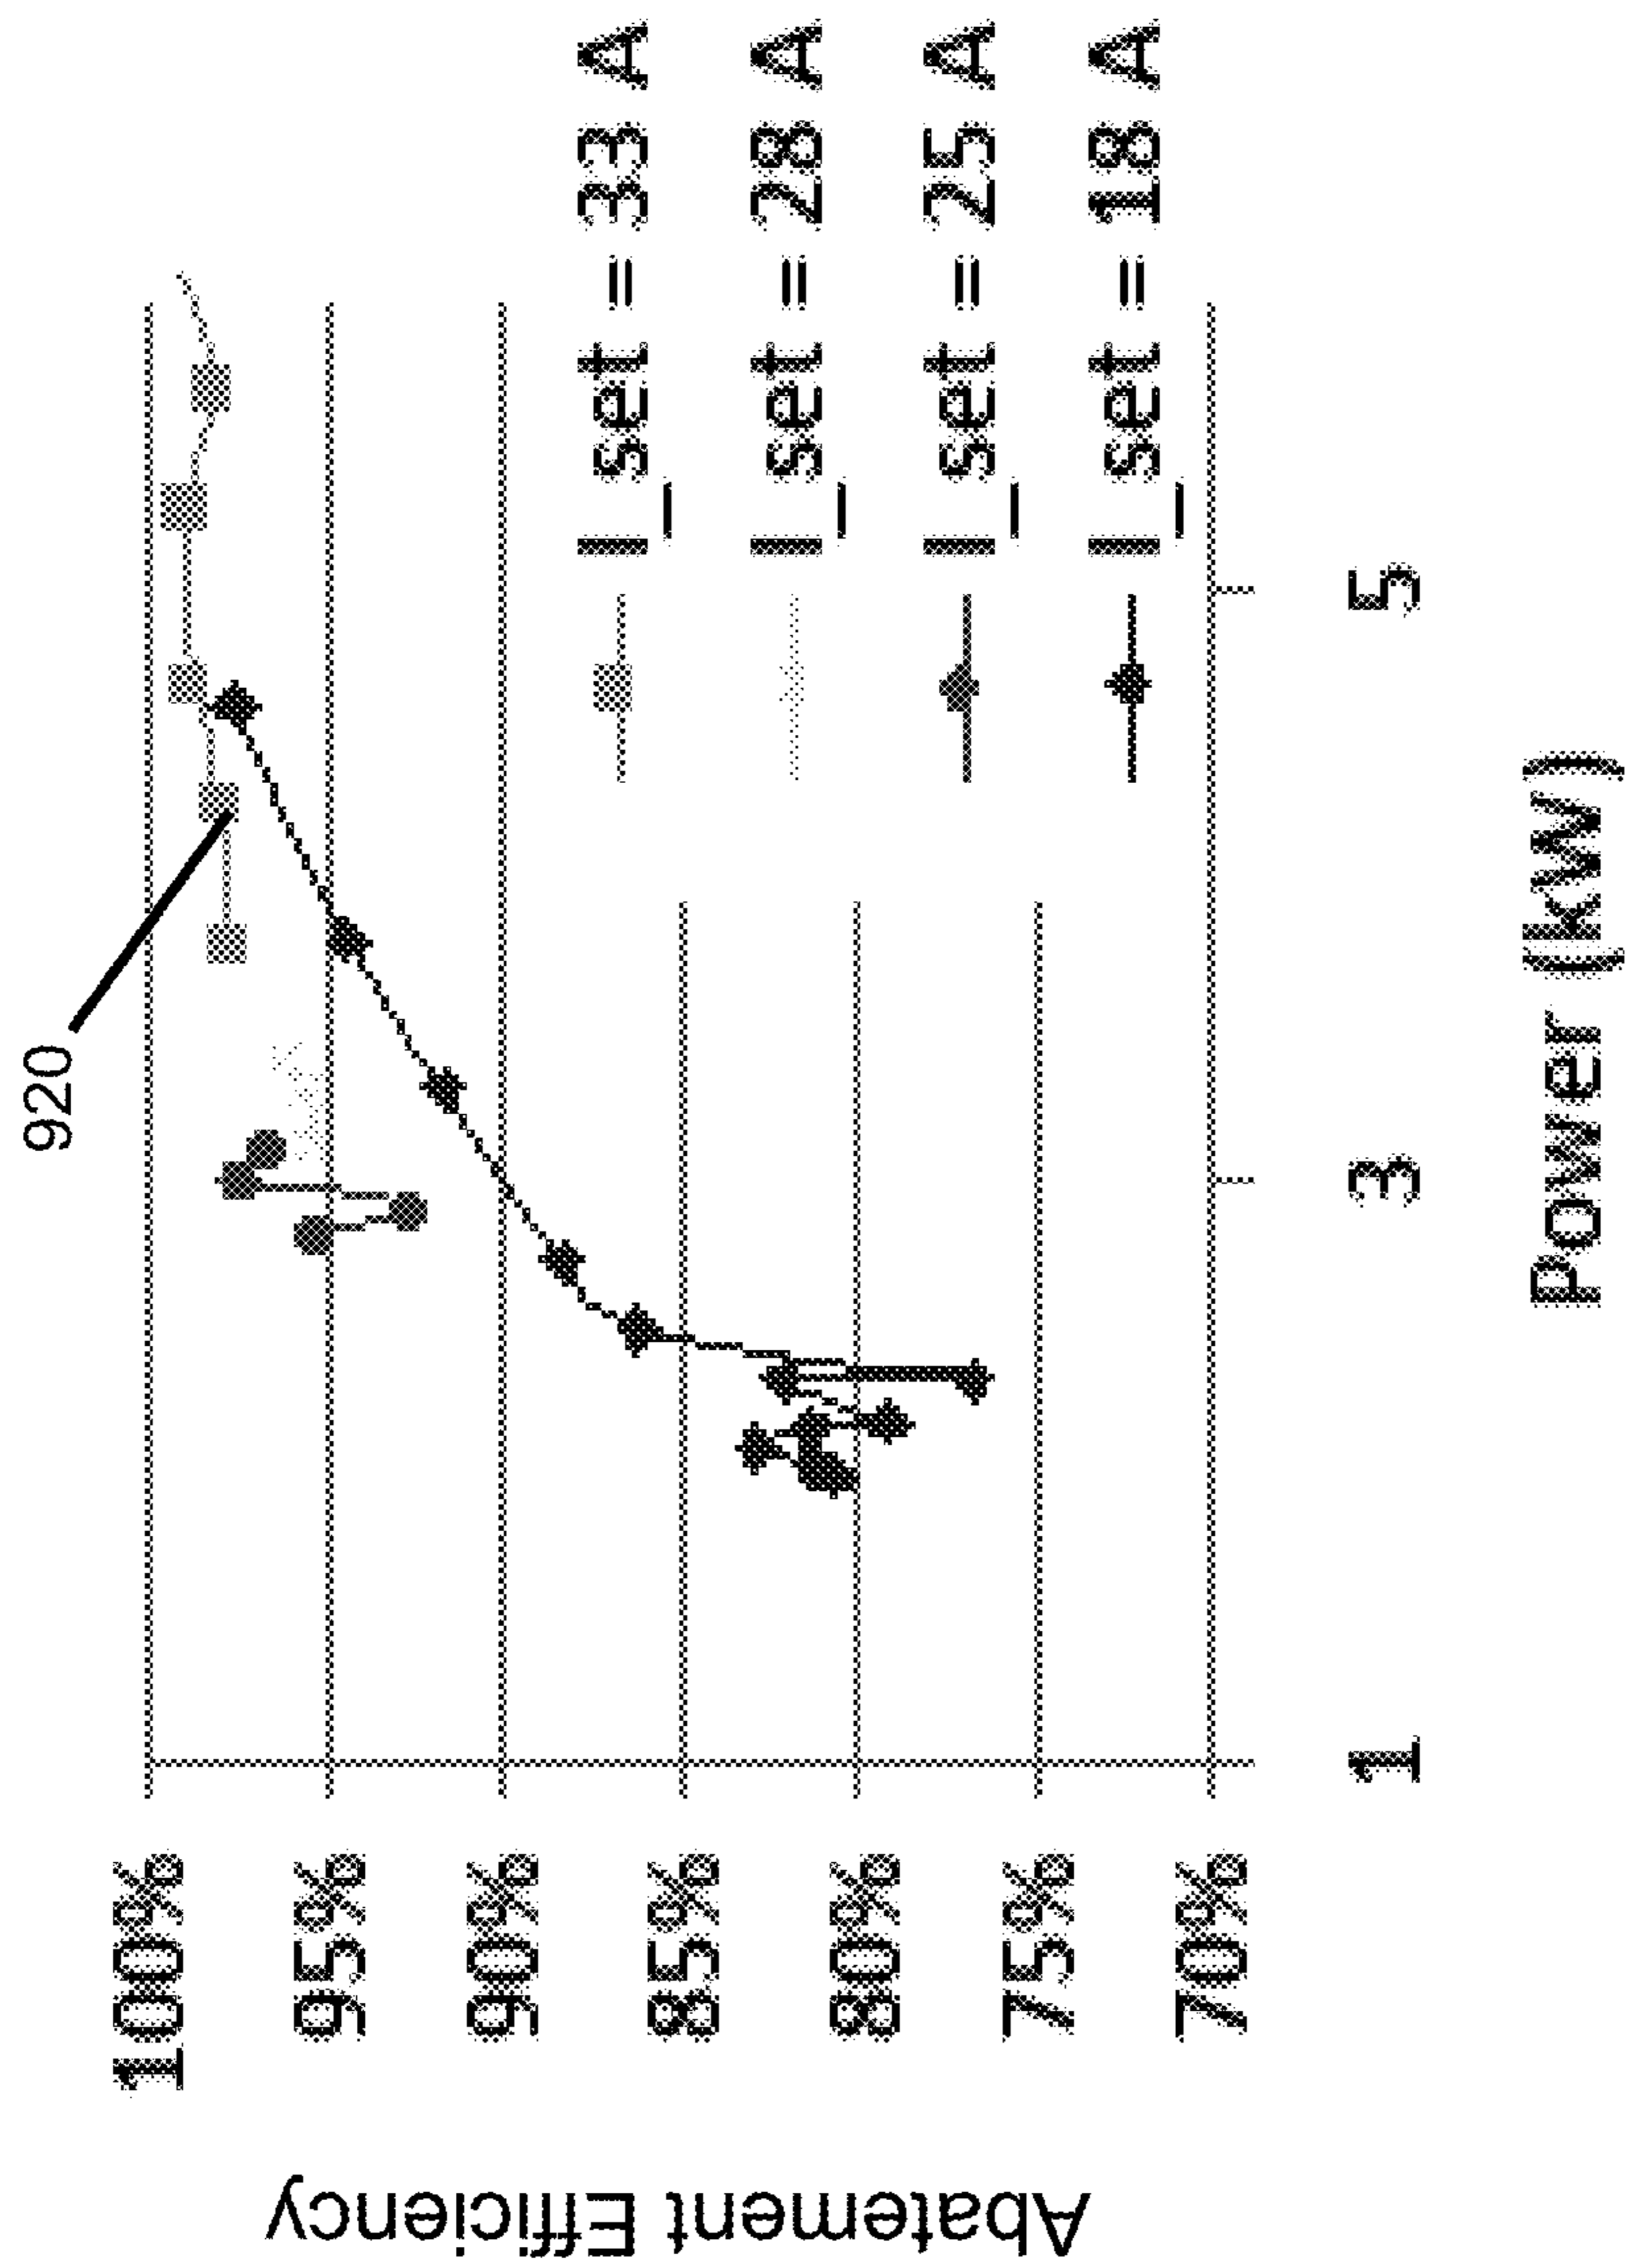 920
Abatement Efficiency
100%
95%
90%
85%
80%
75%
70%
I_set = 33 A
I_set = 28 A
I_set = 25 A
I_set = 18 A
1
3
5
Power (kW)